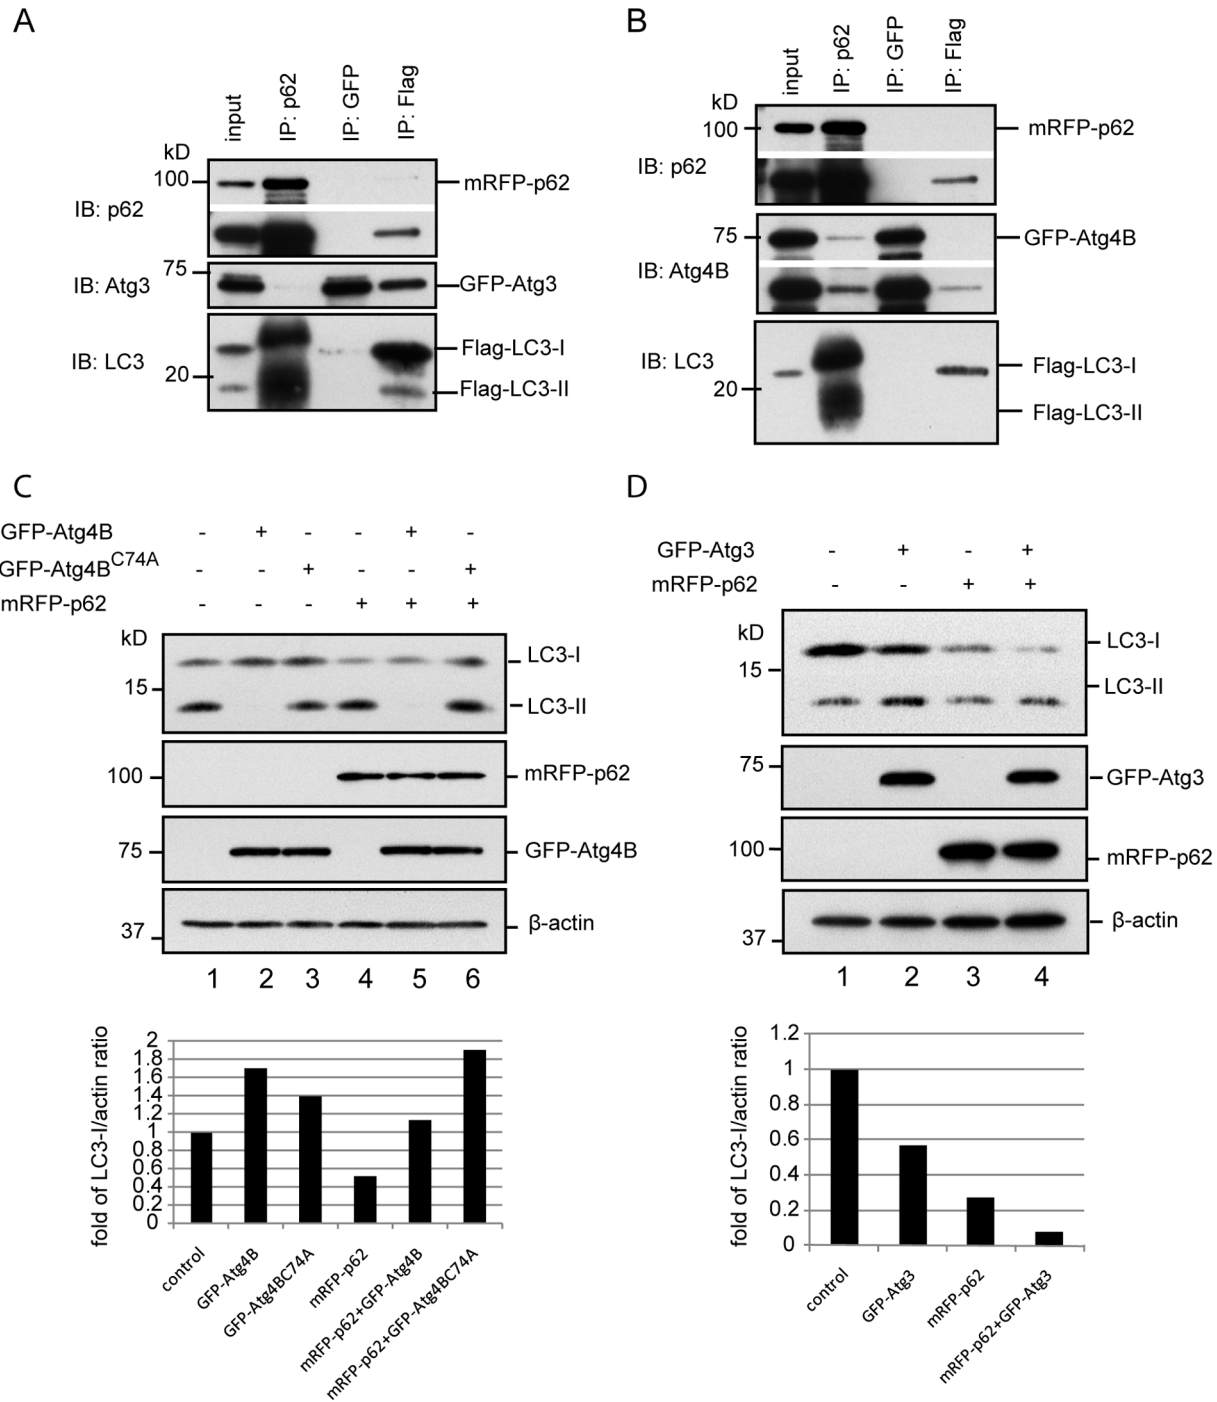 A
input
IP: p62
IP: GFP
IP: Flag
kD
100
mRFP-p62
IB: p62
75
IB: Atg3
GFP-Atg3
IB: LC3
Flag-LC3-I
20
Flag-LC3-II
B
input
IP: p62
IP: GFP
IP: Flag
kD
100
mRFP-p62
IB: p62
75
GFP-Atg4B
IB: Atg4B
IB: LC3
Flag-LC3-I
20
Flag-LC3-II
C
GFP-Atg4B - + - - + -
GFP-Atg4B^C74A - - + - - +
mRFP-p62 - - - + + +
kD
LC3-I
15
LC3-II
100
mRFP-p62
75
GFP-Atg4B
β-actin
37
1 2 3 4 5 6
fold of LC3-I/actin ratio
2
1.8
1.6
1.4
1.2
1
0.8
0.6
0.4
0.2
0
control
GFP-Atg4B
GFP-Atg4BC74A
mRFP-p62
mRFP-p62+GFP-Atg4B
mRFP-p62+GFP-Atg4BC74A
D
GFP-Atg3 - + - +
mRFP-p62 - - + +
kD
LC3-I
15
LC3-II
75
GFP-Atg3
100
mRFP-p62
β-actin
37
1 2 3 4
fold of LC3-I/actin ratio
1.2
1
0.8
0.6
0.4
0.2
0
control
GFP-Atg3
mRFP-p62
mRFP-p62+GFP-Atg3